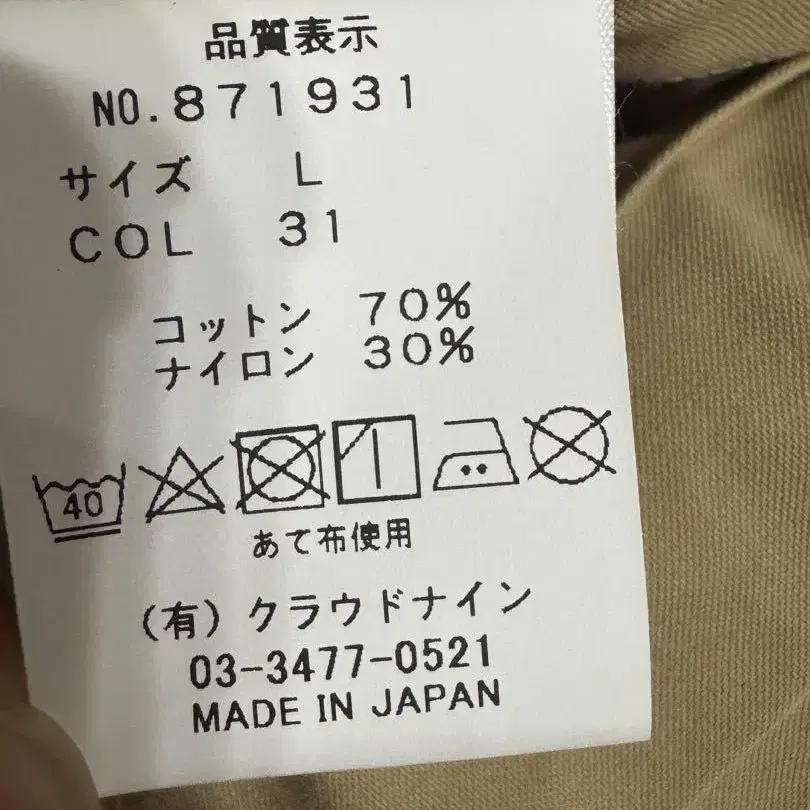 品質表示
NO.871931
サイズ L
COL 31
コットン 70%
ナイロン 30%
40
あて布使用
(有)クラウドナイン
03-3477-0521
MADE IN JAPAN